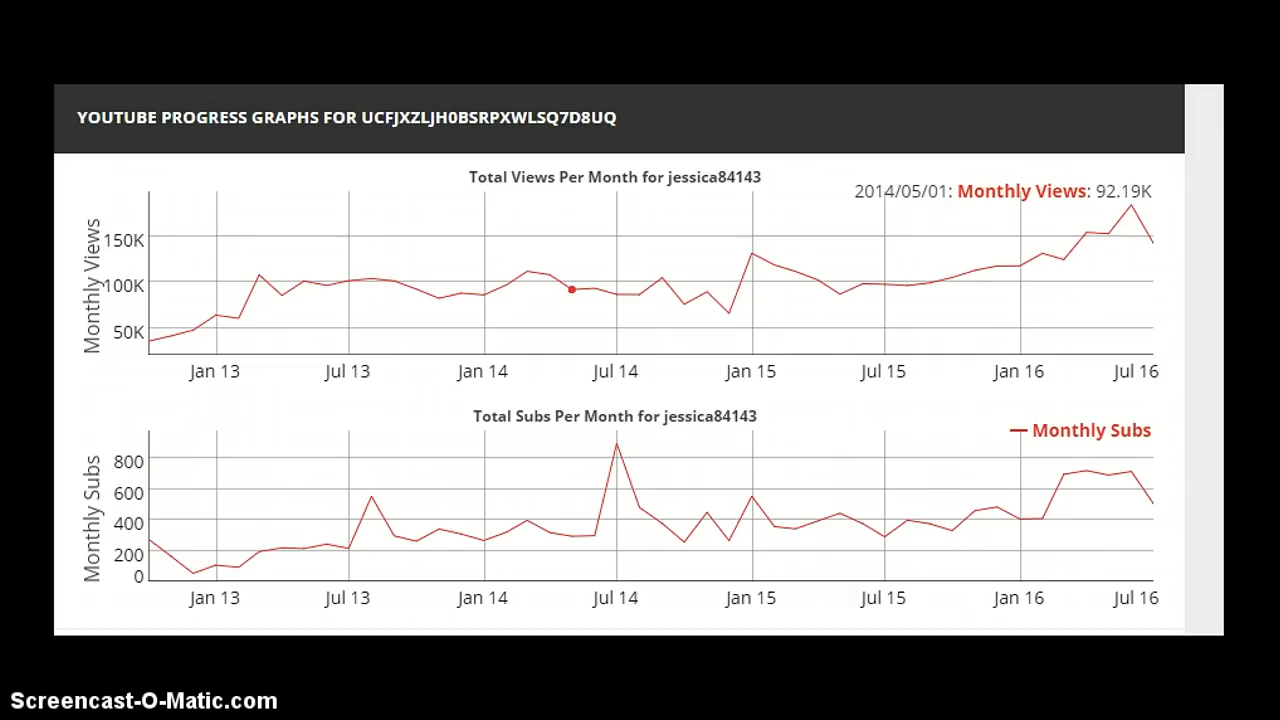 YOUTUBE PROGRESS GRAPHS FOR UCFJXZLJH0BSRPXWLSQ7D8UQ
Total Views Per Month for jessica84143
2014/05/01: Monthly Views: 92.19K
Monthly Views
150K
100K
50K
Jan 13 Jul 13 Jan 14 Jul 14 Jan 15 Jul 15 Jan 16 Jul 16
Total Subs Per Month for jessica84143
Monthly Subs
Monthly Subs
800
600
400
200
0
Jan 13 Jul 13 Jan 14 Jul 14 Jan 15 Jul 15 Jan 16 Jul 16
Screencast-O-Matic.com